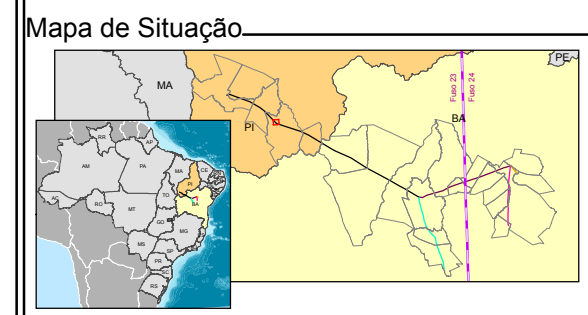 Mapa de Situação
PE
MA
Fuso 23
Fuso 24
BA
PI
RR
AP
AM
PA
MA
CE
PI
AC
RO
TO
BA
MT
GO
MG
MS
SP
PR
SC
RS